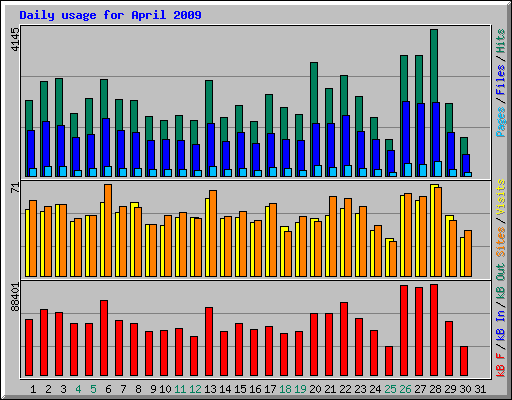 Daily usage for April 2009
4145
Pages / Files / Hits
71
Sites / Visits
88401
kB F / kB In / kB Out
1 2 3 4 5 6 7 8 9 10 11 12 13 14 15 16 17 18 19 20 21 22 23 24 25 26 27 28 29 30 31